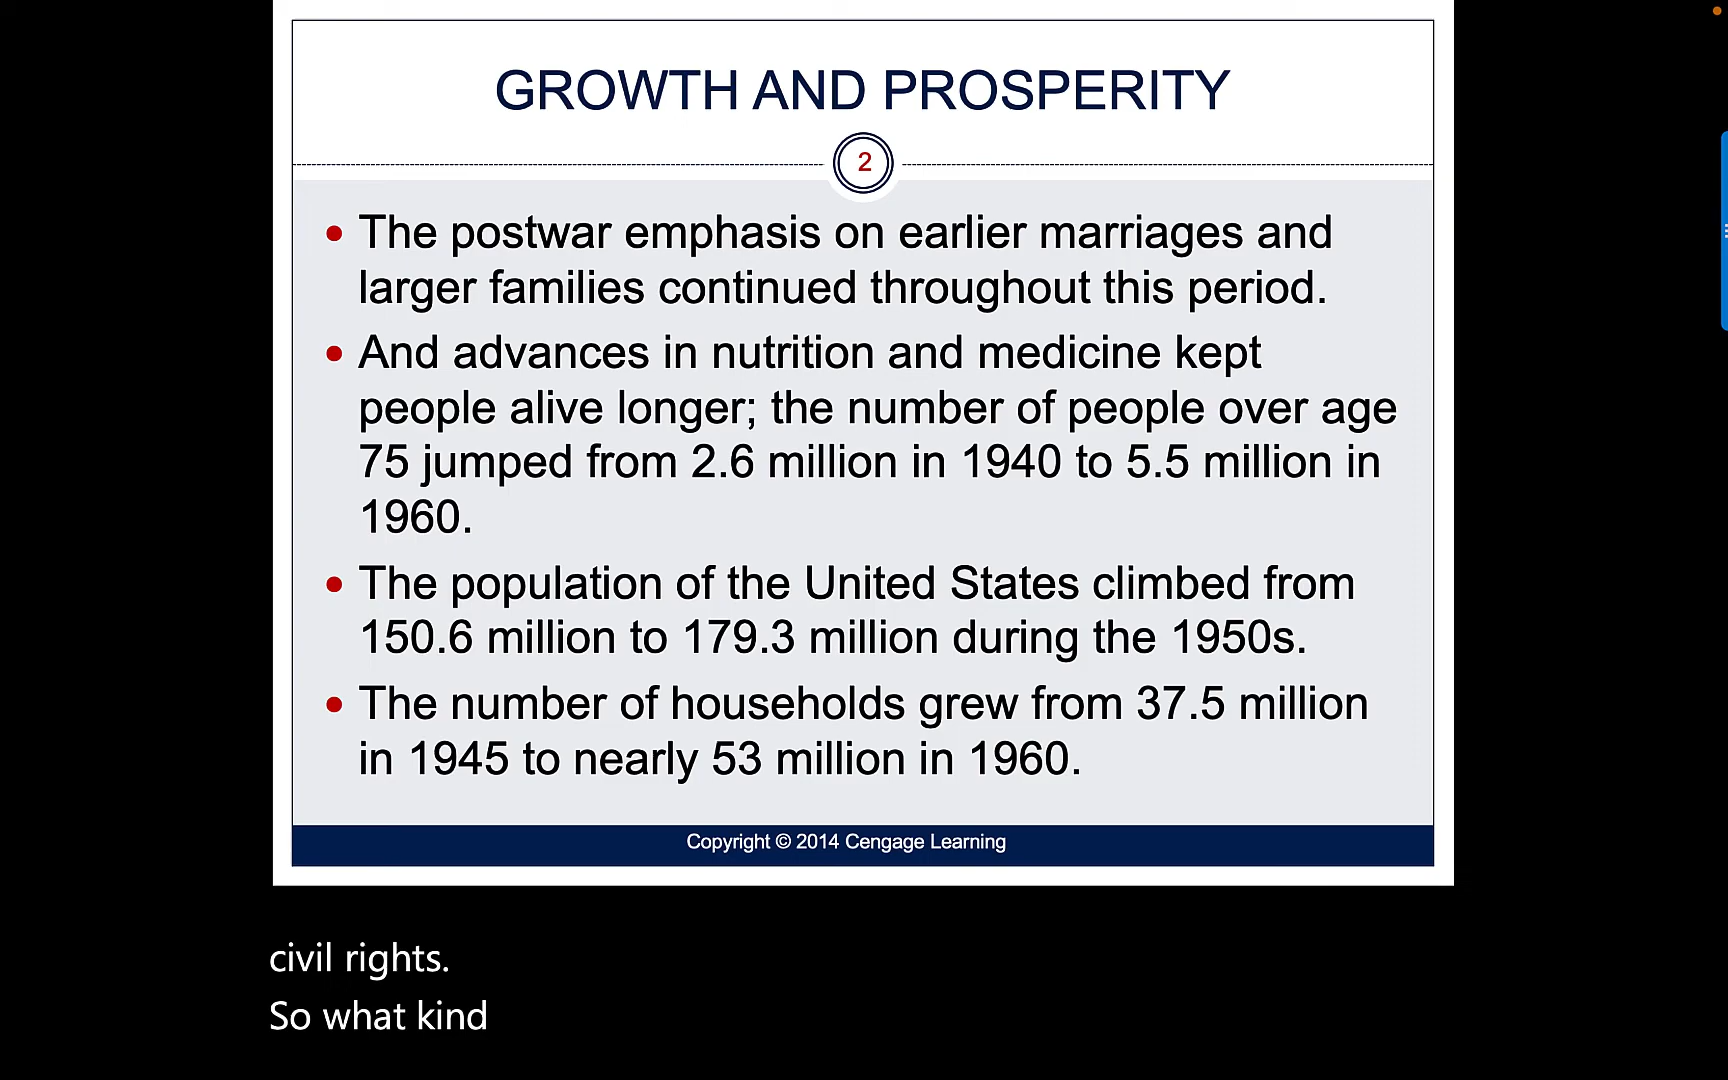 GROWTH AND PROSPERITY
2
• The postwar emphasis on earlier marriages and
larger families continued throughout this period.
• And advances in nutrition and medicine kept
people alive longer; the number of people over age
75 jumped from 2.6 million in 1940 to 5.5 million in
1960.
• The population of the United States climbed from
150.6 million to 179.3 million during the 1950s.
• The number of households grew from 37.5 million
in 1945 to nearly 53 million in 1960.
Copyright © 2014 Cengage Learning
civil rights.
So what kind